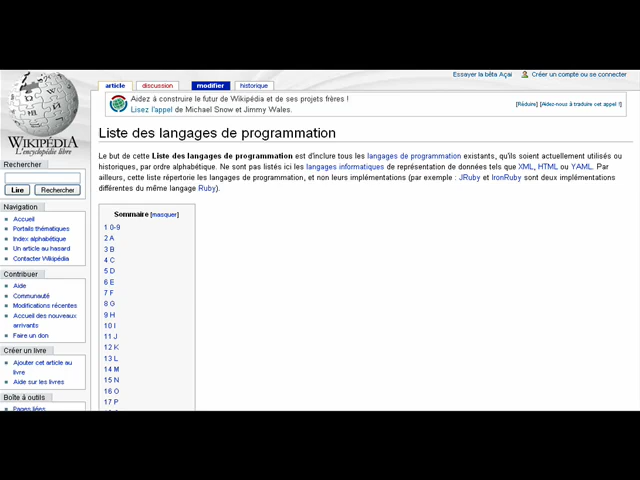 Essayer la bêta Açai  Créer un compte ou se connecter
article  discussion  modifier  historique
Aidez à construire le futur de Wikipédia et de ses projets frères !
Lisez l'appel de Michael Snow et Jimmy Wales.
[Réduire] [Aidez-nous à traduire cet appel !]
WIKIPÉDIA
L'encyclopédie libre
Liste des langages de programmation
Le but de cette Liste des langages de programmation est d'inclure tous les langages de programmation existants, qu'ils soient actuellement utilisés ou
historiques, par ordre alphabétique. Ne sont pas listés ici les langages informatiques de représentation de données tels que XML, HTML ou YAML. Par
ailleurs, cette liste répertorie les langages de programmation, et non leurs implémentations (par exemple : JRuby et IronRuby sont deux implémentations
différentes du même langage Ruby).
Rechercher
Lire  Rechercher
Navigation
Accueil
Portails thématiques
Index alphabétique
Un article au hasard
Contacter Wikipédia
Contribuer
Aide
Communauté
Modifications récentes
Accueil des nouveaux
arrivants
Faire un don
Créer un livre
Ajouter cet article au
livre
Aide sur les livres
Boîte à outils
Pages liées
Sommaire [masquer]
1 0-9
2 A
3 B
4 C
5 D
6 E
7 F
8 G
9 H
10 I
11 J
12 K
13 L
14 M
15 N
16 O
17 P